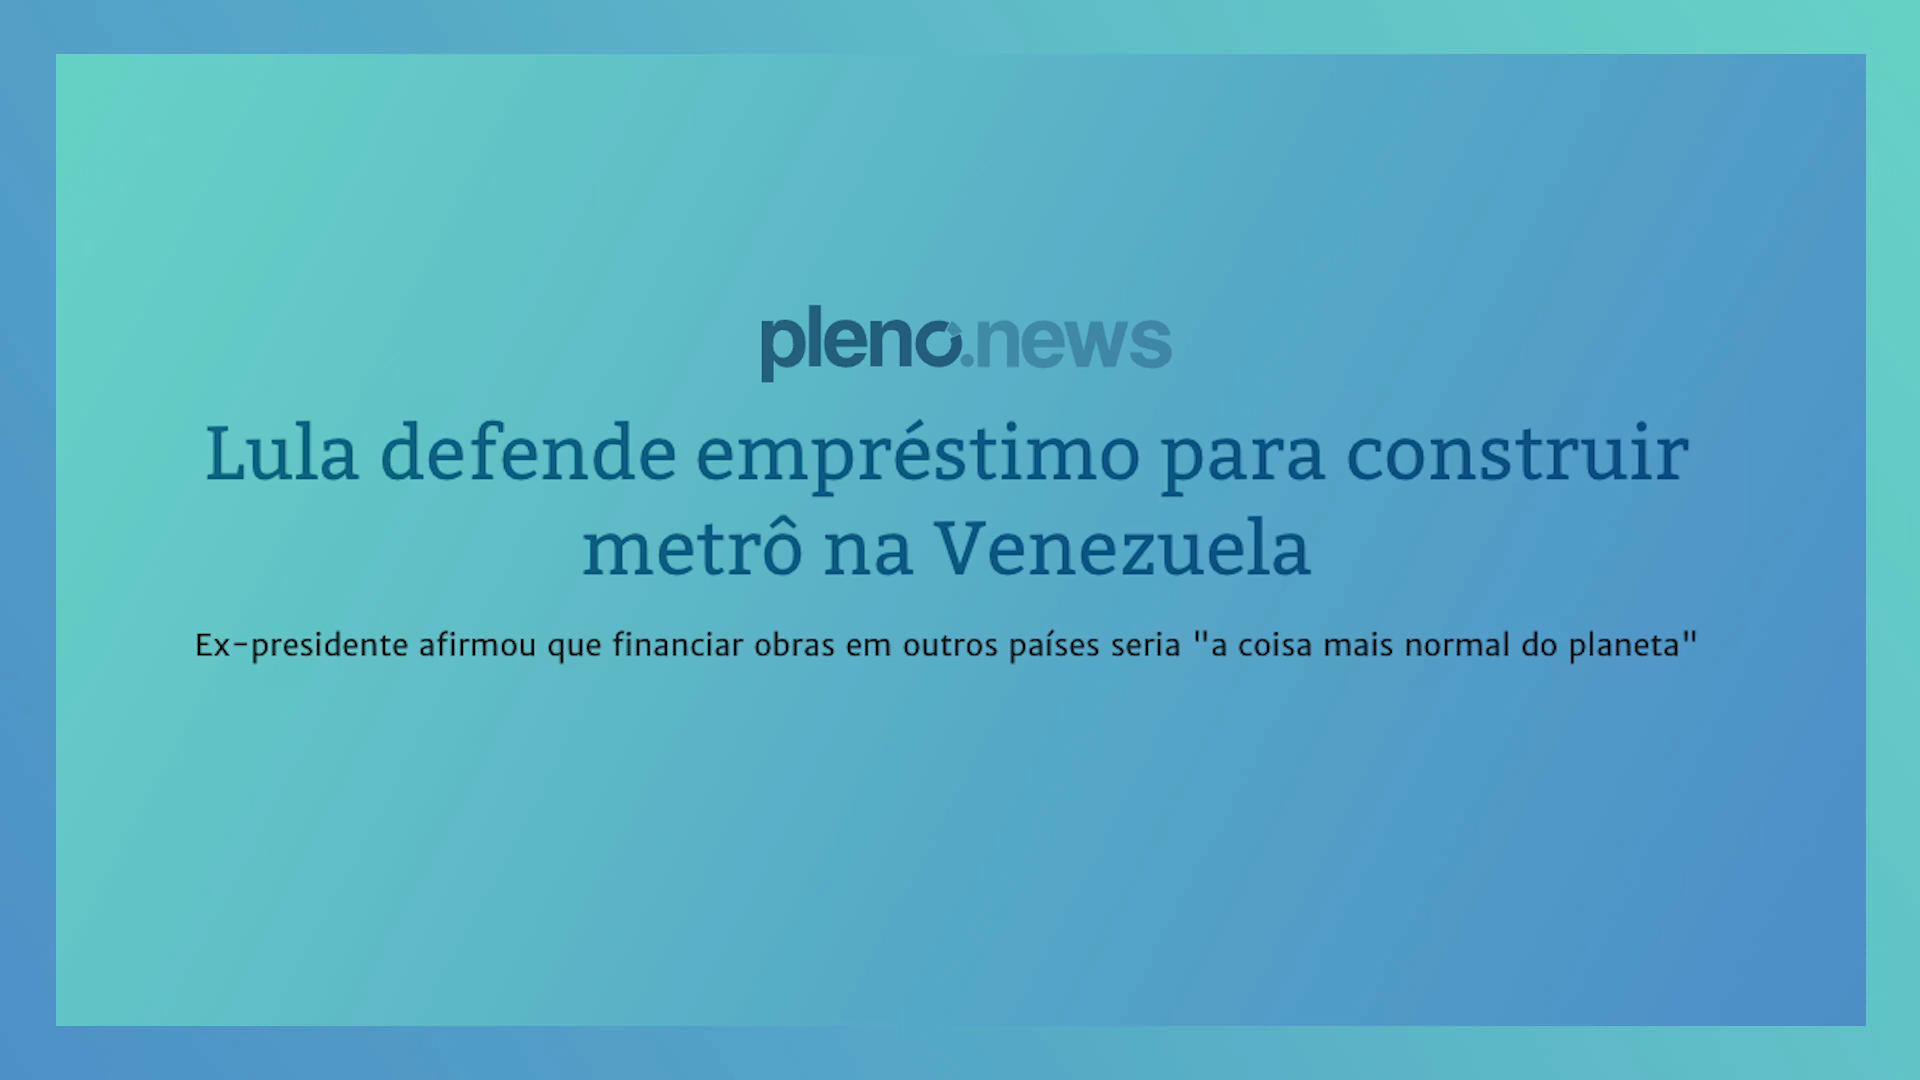 pleno.news
Lula defende empréstimo para construir
metrô na Venezuela
Ex-presidente afirmou que financiar obras em outros países seria "a coisa mais normal do planeta"